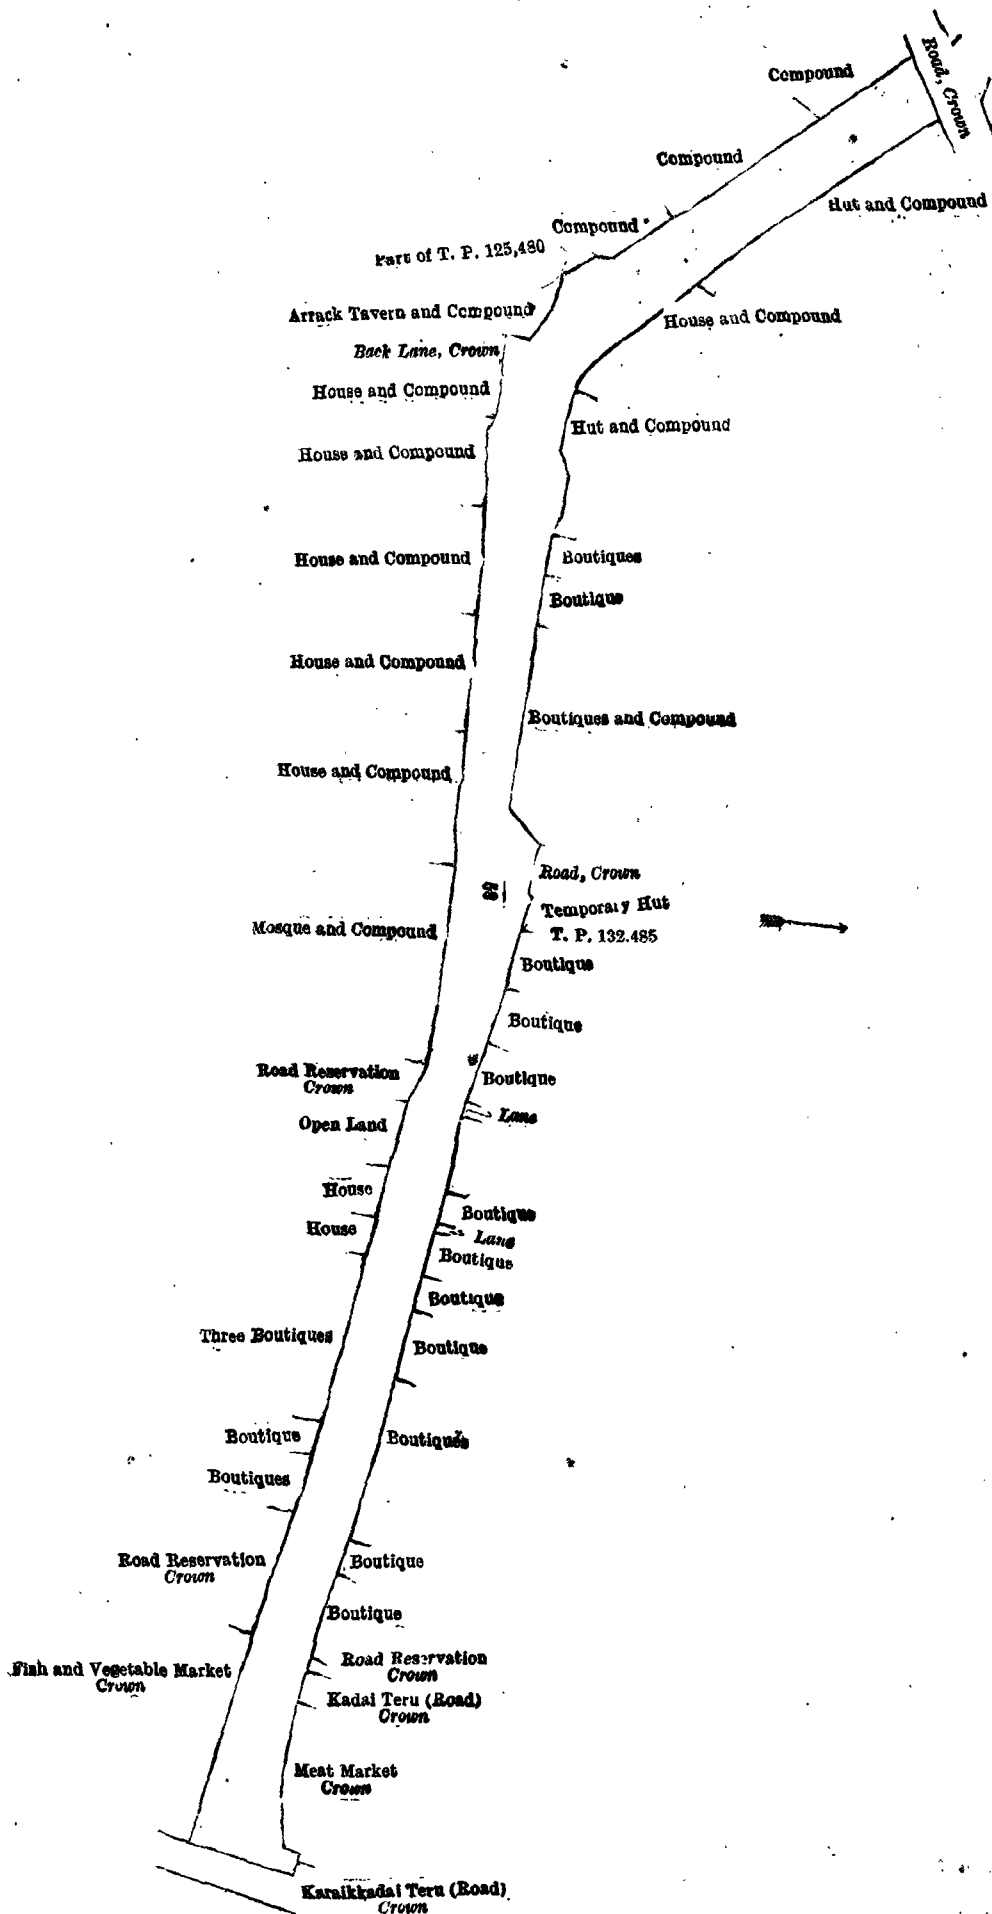 Road, Crown
Compound
Compound
Hut and Compound
Compound
Part of T. P. 125,480
Arrack Tavern and Compound
House and Compound
Back Lane, Crown
House and Compound
Hut and Compound
House and Compound
House and Compound
Boutiques
Boutique
House and Compound
Boutiques and Compound
House and Compound
Road, Crown
Temporary Hut
Mosque and Compound
T. P. 132,485
Boutique
Boutique
Road Reservation
Crown
Boutique
Lane
Open Land
House
Boutique
House
Lane
Boutique
Boutique
Three Boutiques
Boutique
Boutique
Boutiques
Boutiques
Road Reservation
Crown
Boutique
Boutique
Fish and Vegetable Market
Crown
Road Reservation
Crown
Kadai Teru (Road)
Crown
Meat Market
Crown
Karaikkadai Teru (Road)
Crown